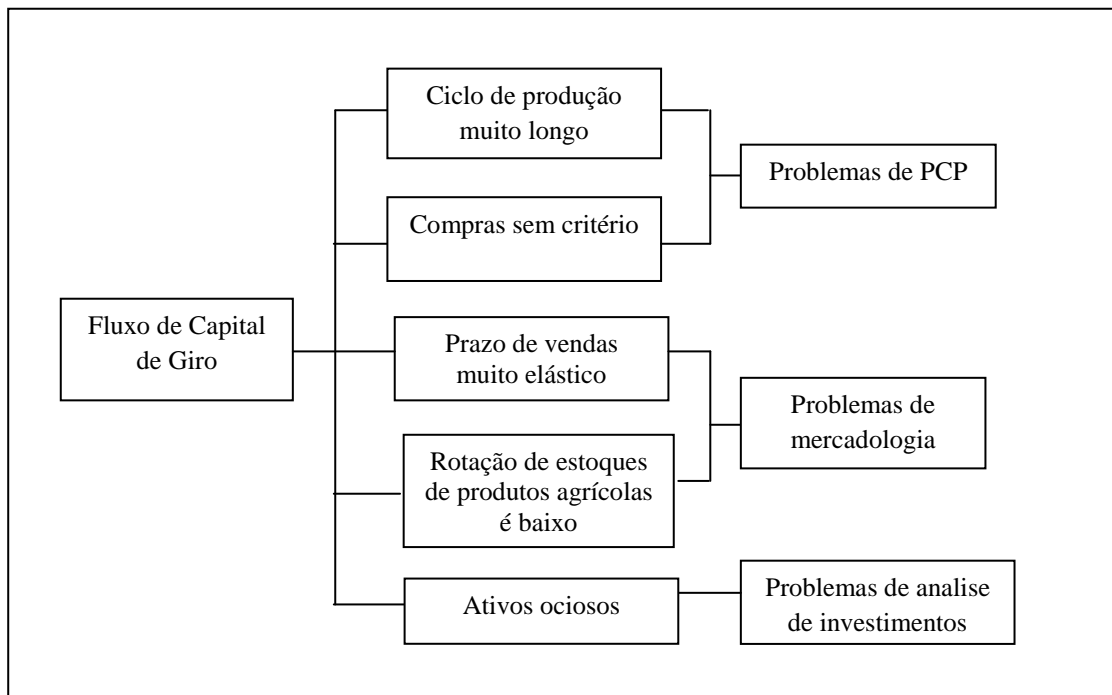 Ciclo de produção
muito longo
Problemas de PCP
Compras sem critério
Fluxo de Capital
de Giro
Prazo de vendas
muito elástico
Problemas de
mercadologia
Rotação de estoques
de produtos agrícolas
é baixo
Ativos ociosos
Problemas de analise
de investimentos